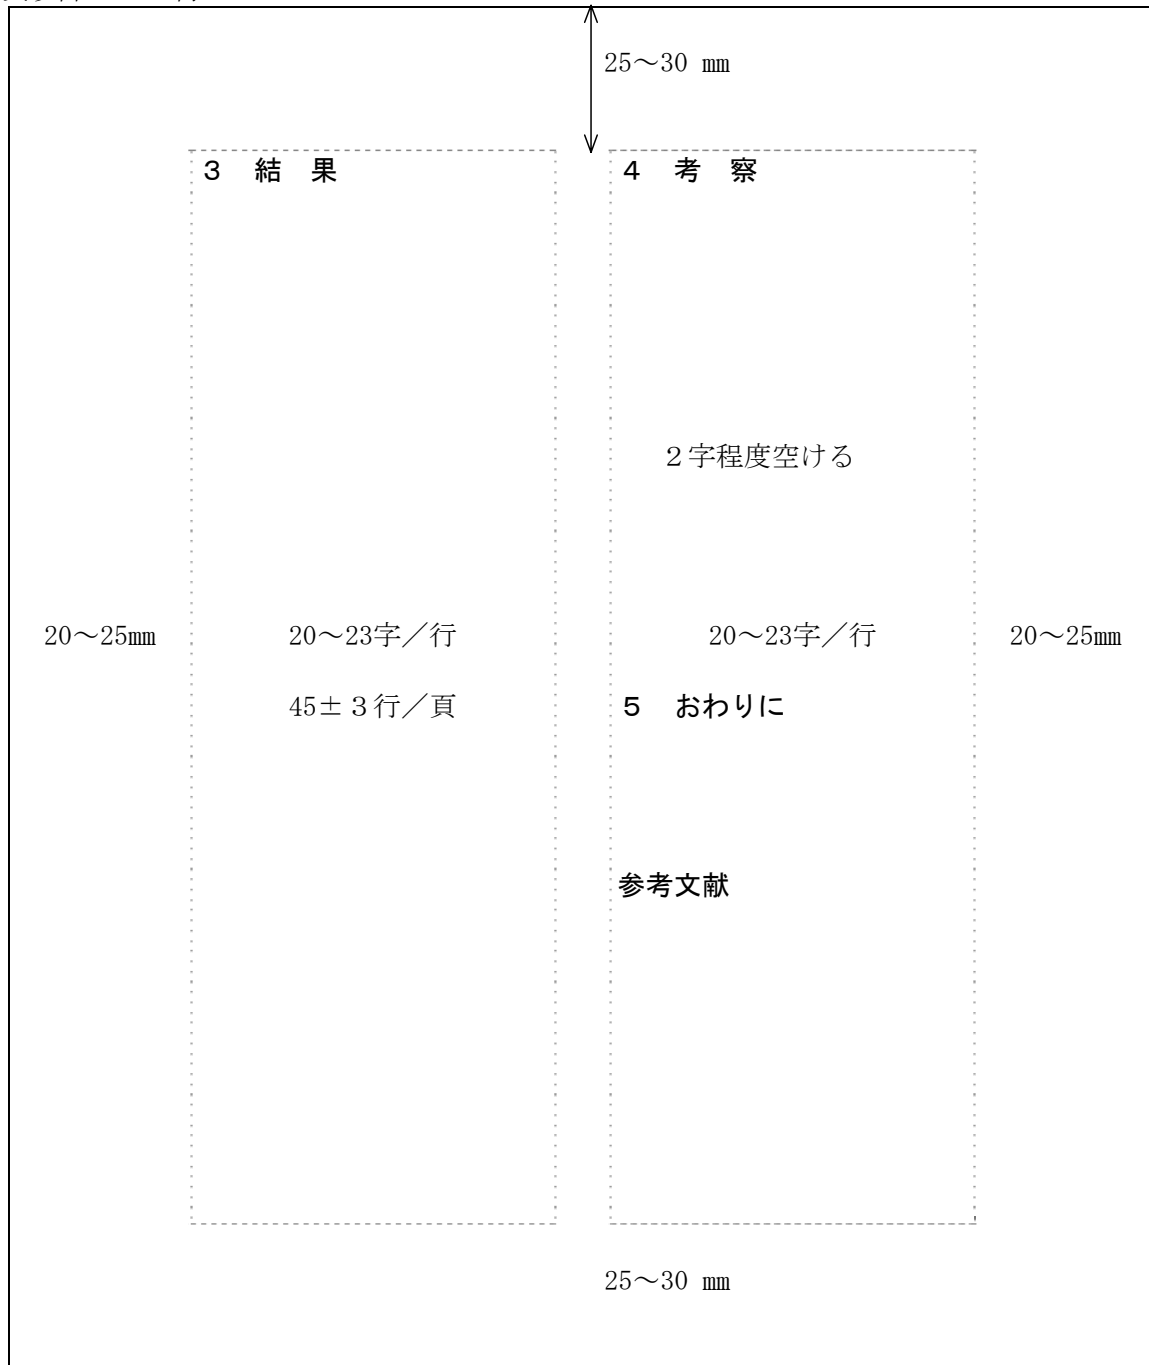 25～30 mm
３　結　果
20～25mm
20～23字／行
45±３行／頁
４　考　察
２字程度空ける
20～23字／行
20～25mm
５　おわりに
参考文献
25～30 mm